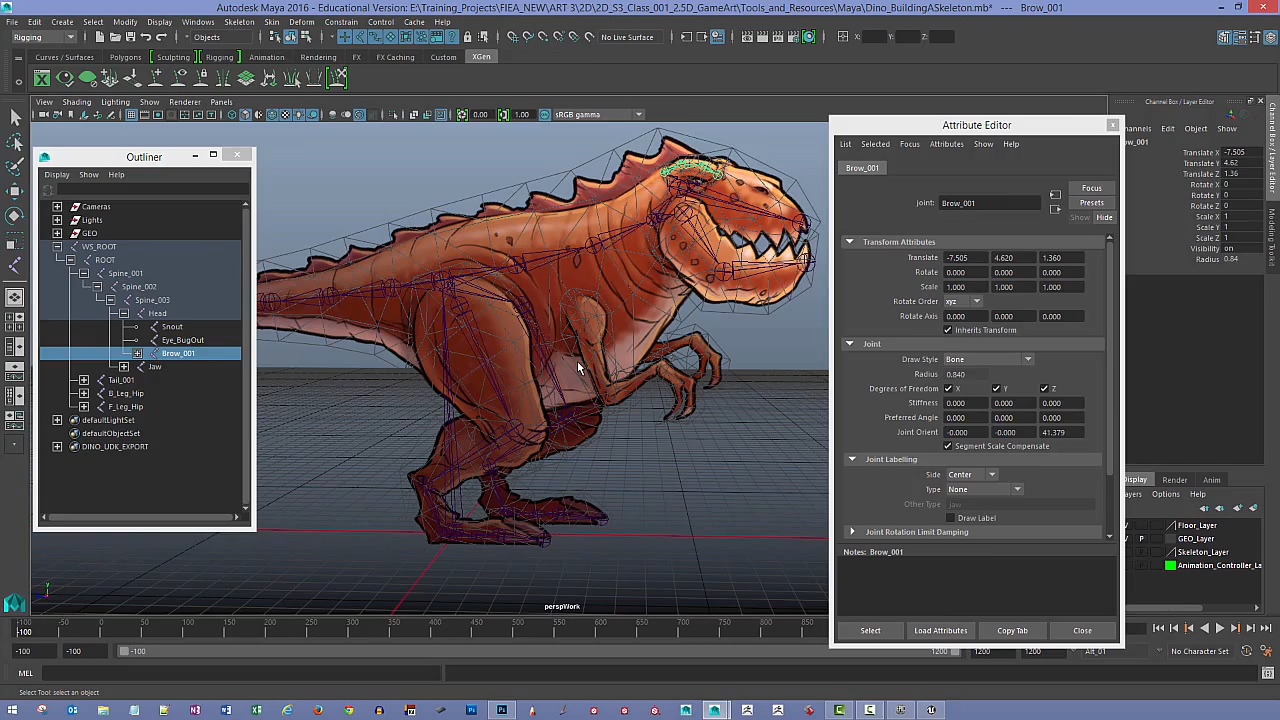 Autodesk Maya 2016 - Educational Version: E:\Training_Projects\FIEA_NEW\ART 3\2D\2D_S3_Class_001_2.5D_GameArt\Tools_and_Resources\Maya\Dino_BuildingASkeleton.mb* --- Brow_001
File Edit Create Select Modify Display Windows Skeleton Skin Deform Constrain Control Cache Help
Rigging Objects No Live Surface X: Y: Z:
Curves / Surfaces Polygons Sculpting Rigging Animation Rendering FX FX Caching Custom XGen
View Shading Lighting Show Renderer Panels
0.00 1.00 sRGB gamma
Outliner
Display Show Help
Cameras
Lights
GEO
WS_ROOT
ROOT
Spine_001
Spine_002
Spine_003
Head
Snout
Eye_BugOut
Brow_001
Jaw
Tail_001
B_Leg_Hip
F_Leg_Hip
defaultLightSet
defaultObjectSet
DINO_UDK_EXPORT
perspWork
Attribute Editor
List Selected Focus Attributes Show Help
Brow_001
joint: Brow_001
Focus
Presets
Show Hide
Transform Attributes
Translate -7.505 4.620 1.360
Rotate 0.000 0.000 0.000
Scale 1.000 1.000 1.000
Rotate Order xyz
Rotate Axis 0.000 0.000 0.000
Inherits Transform
Joint
Draw Style Bone
Radius 0.840
Degrees of Freedom X Y Z
Stiffness 0.000 0.000 0.000
Preferred Angle 0.000 0.000 0.000
Joint Orient -0.000 -0.000 41.379
Segment Scale Compensate
Joint Labelling
Side Center
Type None
Other Type jaw
Draw Label
Joint Rotation Limit Damping
Notes: Brow_001
Select Load Attributes Copy Tab Close
Channel Box / Layer Editor
annels Edit Object Show
w_001
Translate X -7.505
Translate Y 4.62
Translate Z 1.36
Rotate X 0
Rotate Y 0
Rotate Z 0
Scale X 1
Scale Y 1
Scale Z 1
Visibility on
Radius 0.84
Channel Box / Layer Editor
Modeling Toolkit
Display Render Anim
ayers Options Help
Floor_Layer
P GEO_Layer
Skeleton_Layer
Animation_Controller_La
-100 -50 0 50 100 150 200 250 300 350 400 450 500 550 600 650 700 750 800 850
-100
-100 -100 -100 1200 1200 1200 Alt_01 No Character Set
MEL
Select Tool: select an object